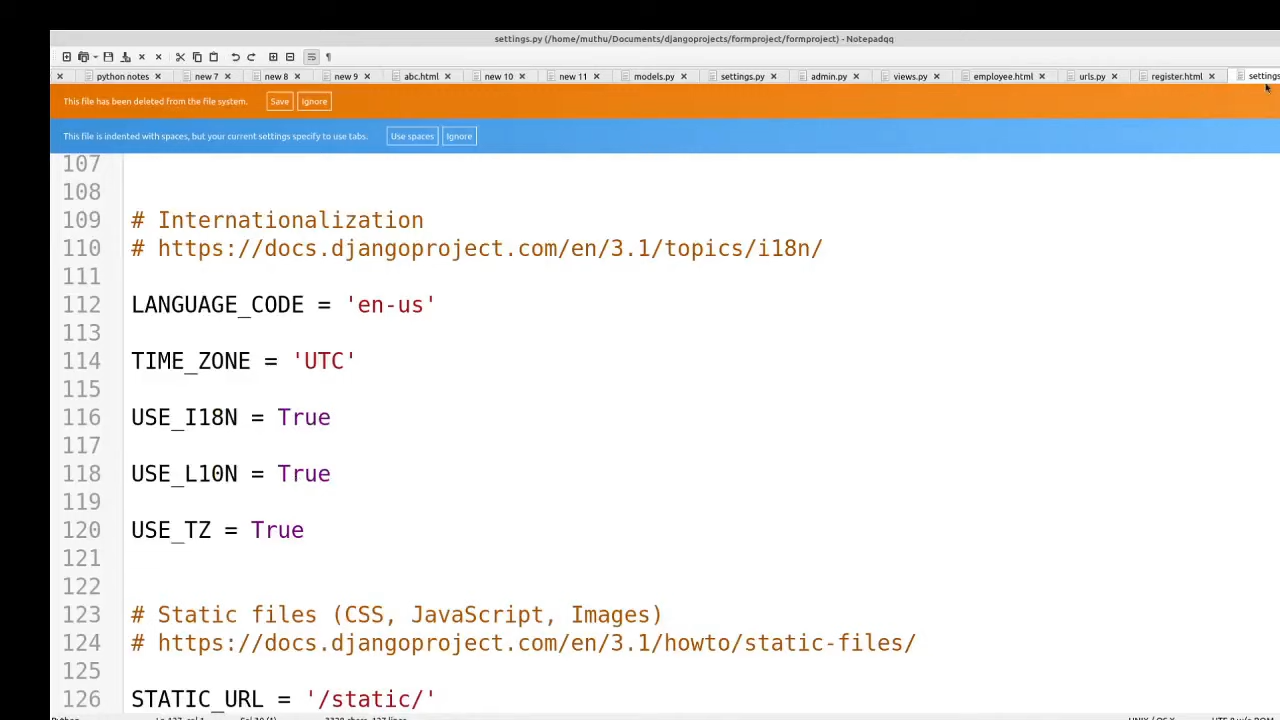 settings.py (/home/muthu/Documents/djangoprojects/formproject/formproject) - Notepadqq
python notes new 7 new 8 new 9 abc.html new 10 new 11 models.py settings.py admin.py views.py employee.html urls.py register.html settings
This file has been deleted from the file system. Save Ignore
This file is indented with spaces, but your current settings specify to use tabs. Use spaces Ignore
107
108
109 # Internationalization
110 # https://docs.djangoproject.com/en/3.1/topics/i18n/
111
112 LANGUAGE_CODE = 'en-us'
113
114 TIME_ZONE = 'UTC'
115
116 USE_I18N = True
117
118 USE_L10N = True
119
120 USE_TZ = True
121
122
123 # Static files (CSS, JavaScript, Images)
124 # https://docs.djangoproject.com/en/3.1/howto/static-files/
125
126 STATIC_URL = '/static/'